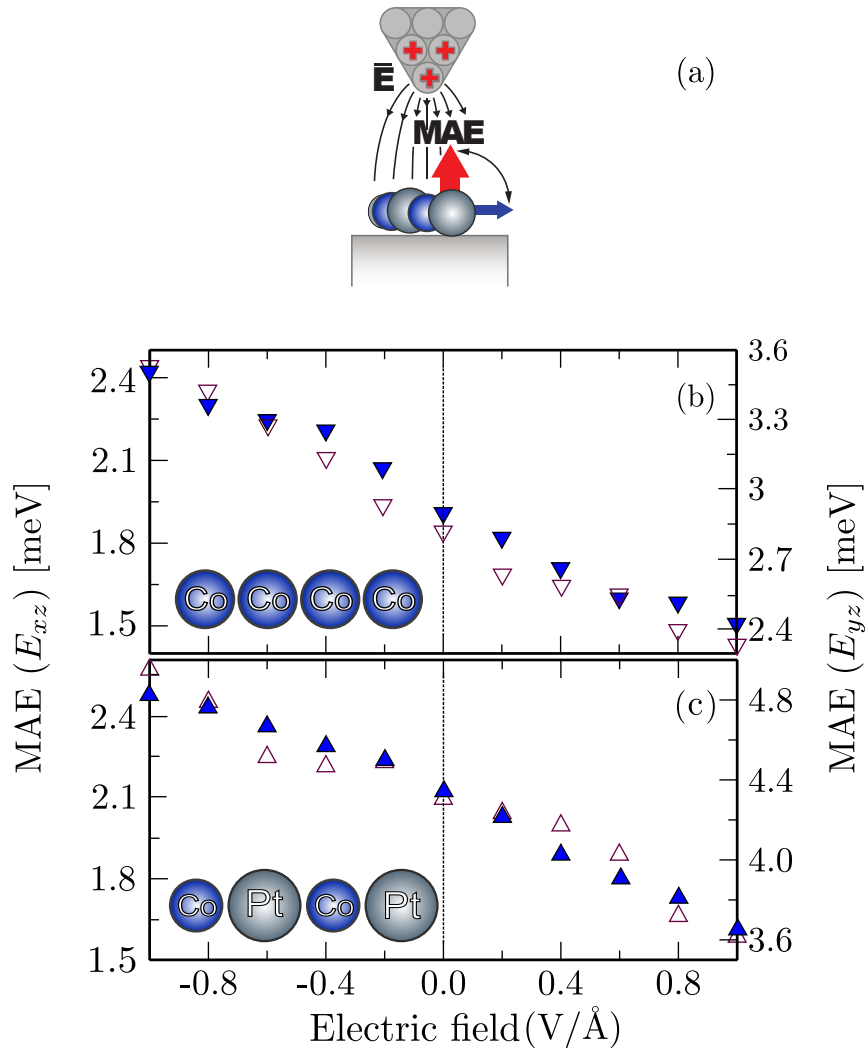 (a)
Ē
MAE
3.6
2.4
(b)
3.3
2.1
3
1.8
2.7
Co Co Co Co
1.5
2.4
MAE (E_xz) [meV]
MAE (E_yz) [meV]
(c)
4.8
2.4
4.4
2.1
4.0
1.8
Co Pt Co Pt
3.6
1.5
-0.8 -0.4 0.0 0.4 0.8
Electric field(V/Å)